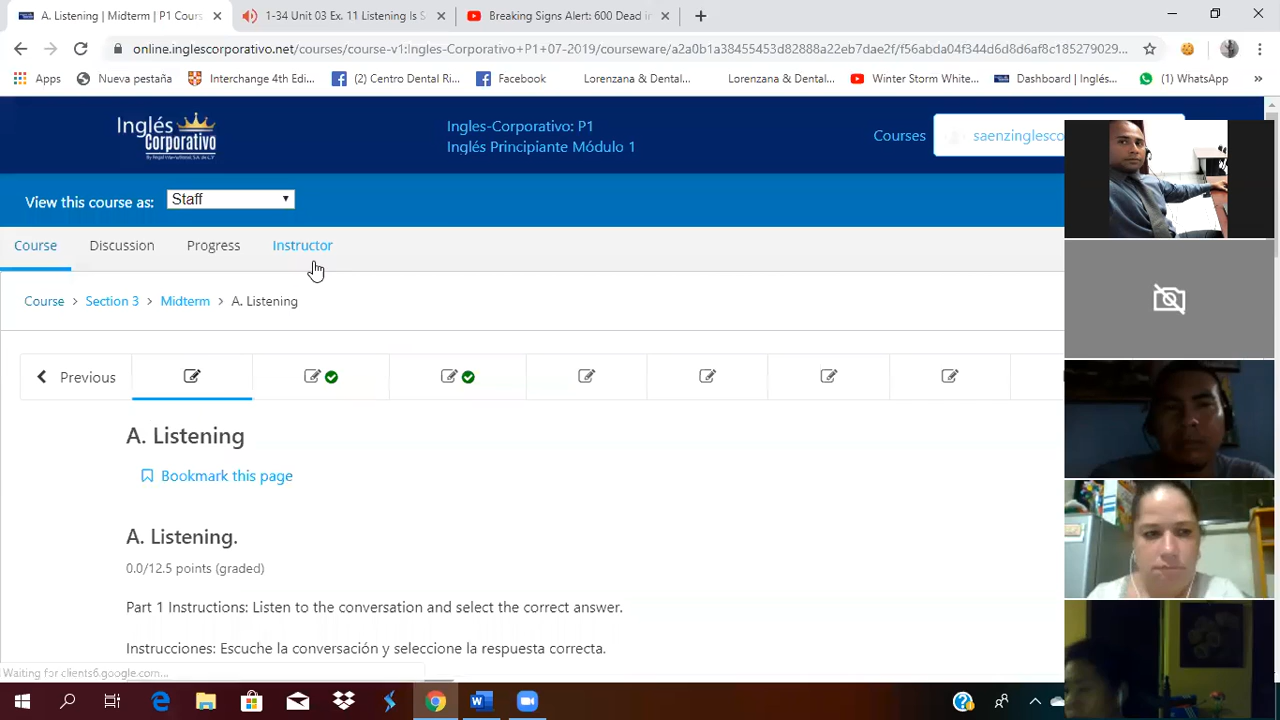 A. Listening | Midterm | P1 Cours
1-34 Unit 03 Ex. 11 Listening Is S
Breaking Signs Alert: 600 Dead in
online.inglescorporativo.net/courses/course-v1:Ingles-Corporativo+P1+07-2019/courseware/a2a0b1a38455453d82888a22eb7dae2f/f56abda04f344d6d8d6af8c185279029...
Apps Nueva pestaña Interchange 4th Edi... (2) Centro Dental Ri... Facebook Lorenzana & Dental... Lorenzana & Dental... Winter Storm White... Dashboard | Inglés... (1) WhatsApp
Inglés
Corporativo
Ingles-Corporativo: P1
Inglés Principiante Módulo 1
Courses saenzinglesco
View this course as: Staff
Course Discussion Progress Instructor
Course > Section 3 > Midterm > A. Listening
Previous
A. Listening
Bookmark this page
A. Listening.
0.0/12.5 points (graded)
Part 1 Instructions: Listen to the conversation and select the correct answer.
Instrucciones: Escuche la conversación y seleccione la respuesta correcta.
Waiting for clients6.google.com...